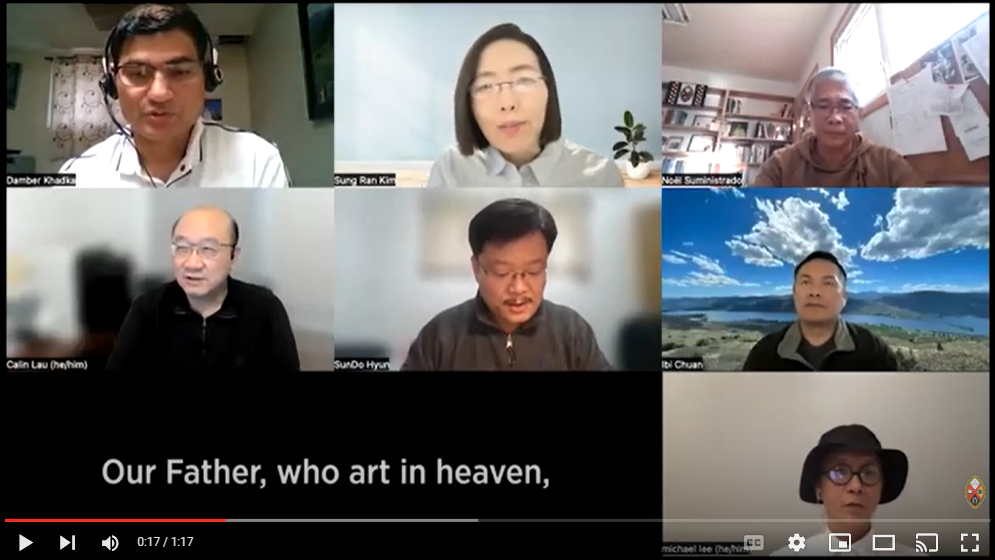 Damber Khadka
Sung Ran Kim
Noël Suministrado
Calin Lau (he/him)
SunDo Hyun
Ibi Chuan
Our Father, who art in heaven,
michael lee (he/him)
0:17 / 1:17
CC